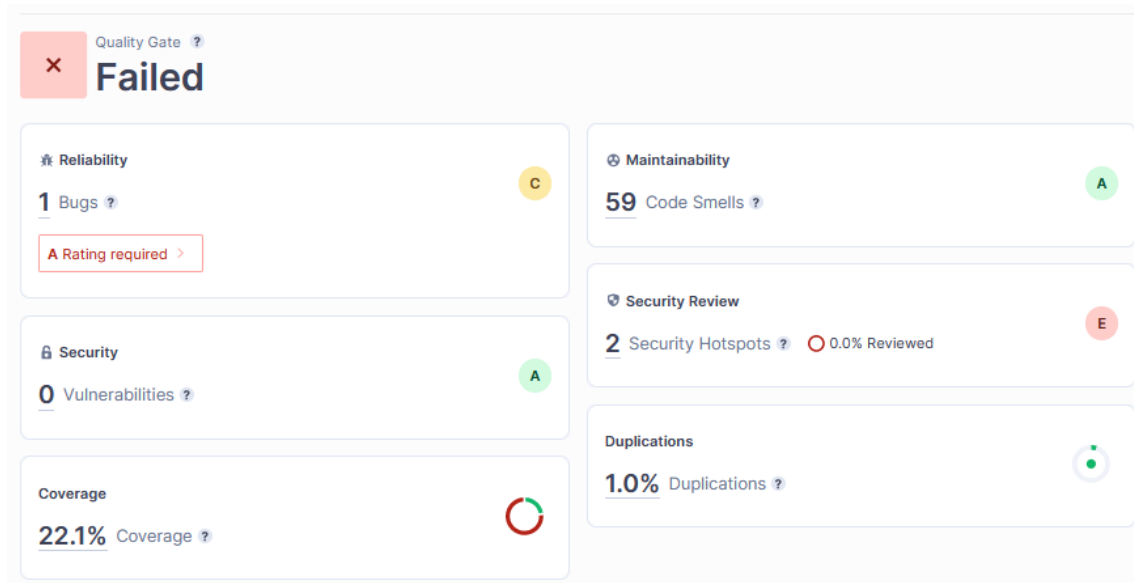 Quality Gate ?
Failed
Reliability
1 Bugs ?
C
A Rating required >
Security
0 Vulnerabilities ?
A
Coverage
22.1% Coverage ?
Maintainability
59 Code Smells ?
A
Security Review
2 Security Hotspots ? 0.0% Reviewed
E
Duplications
1.0% Duplications ?